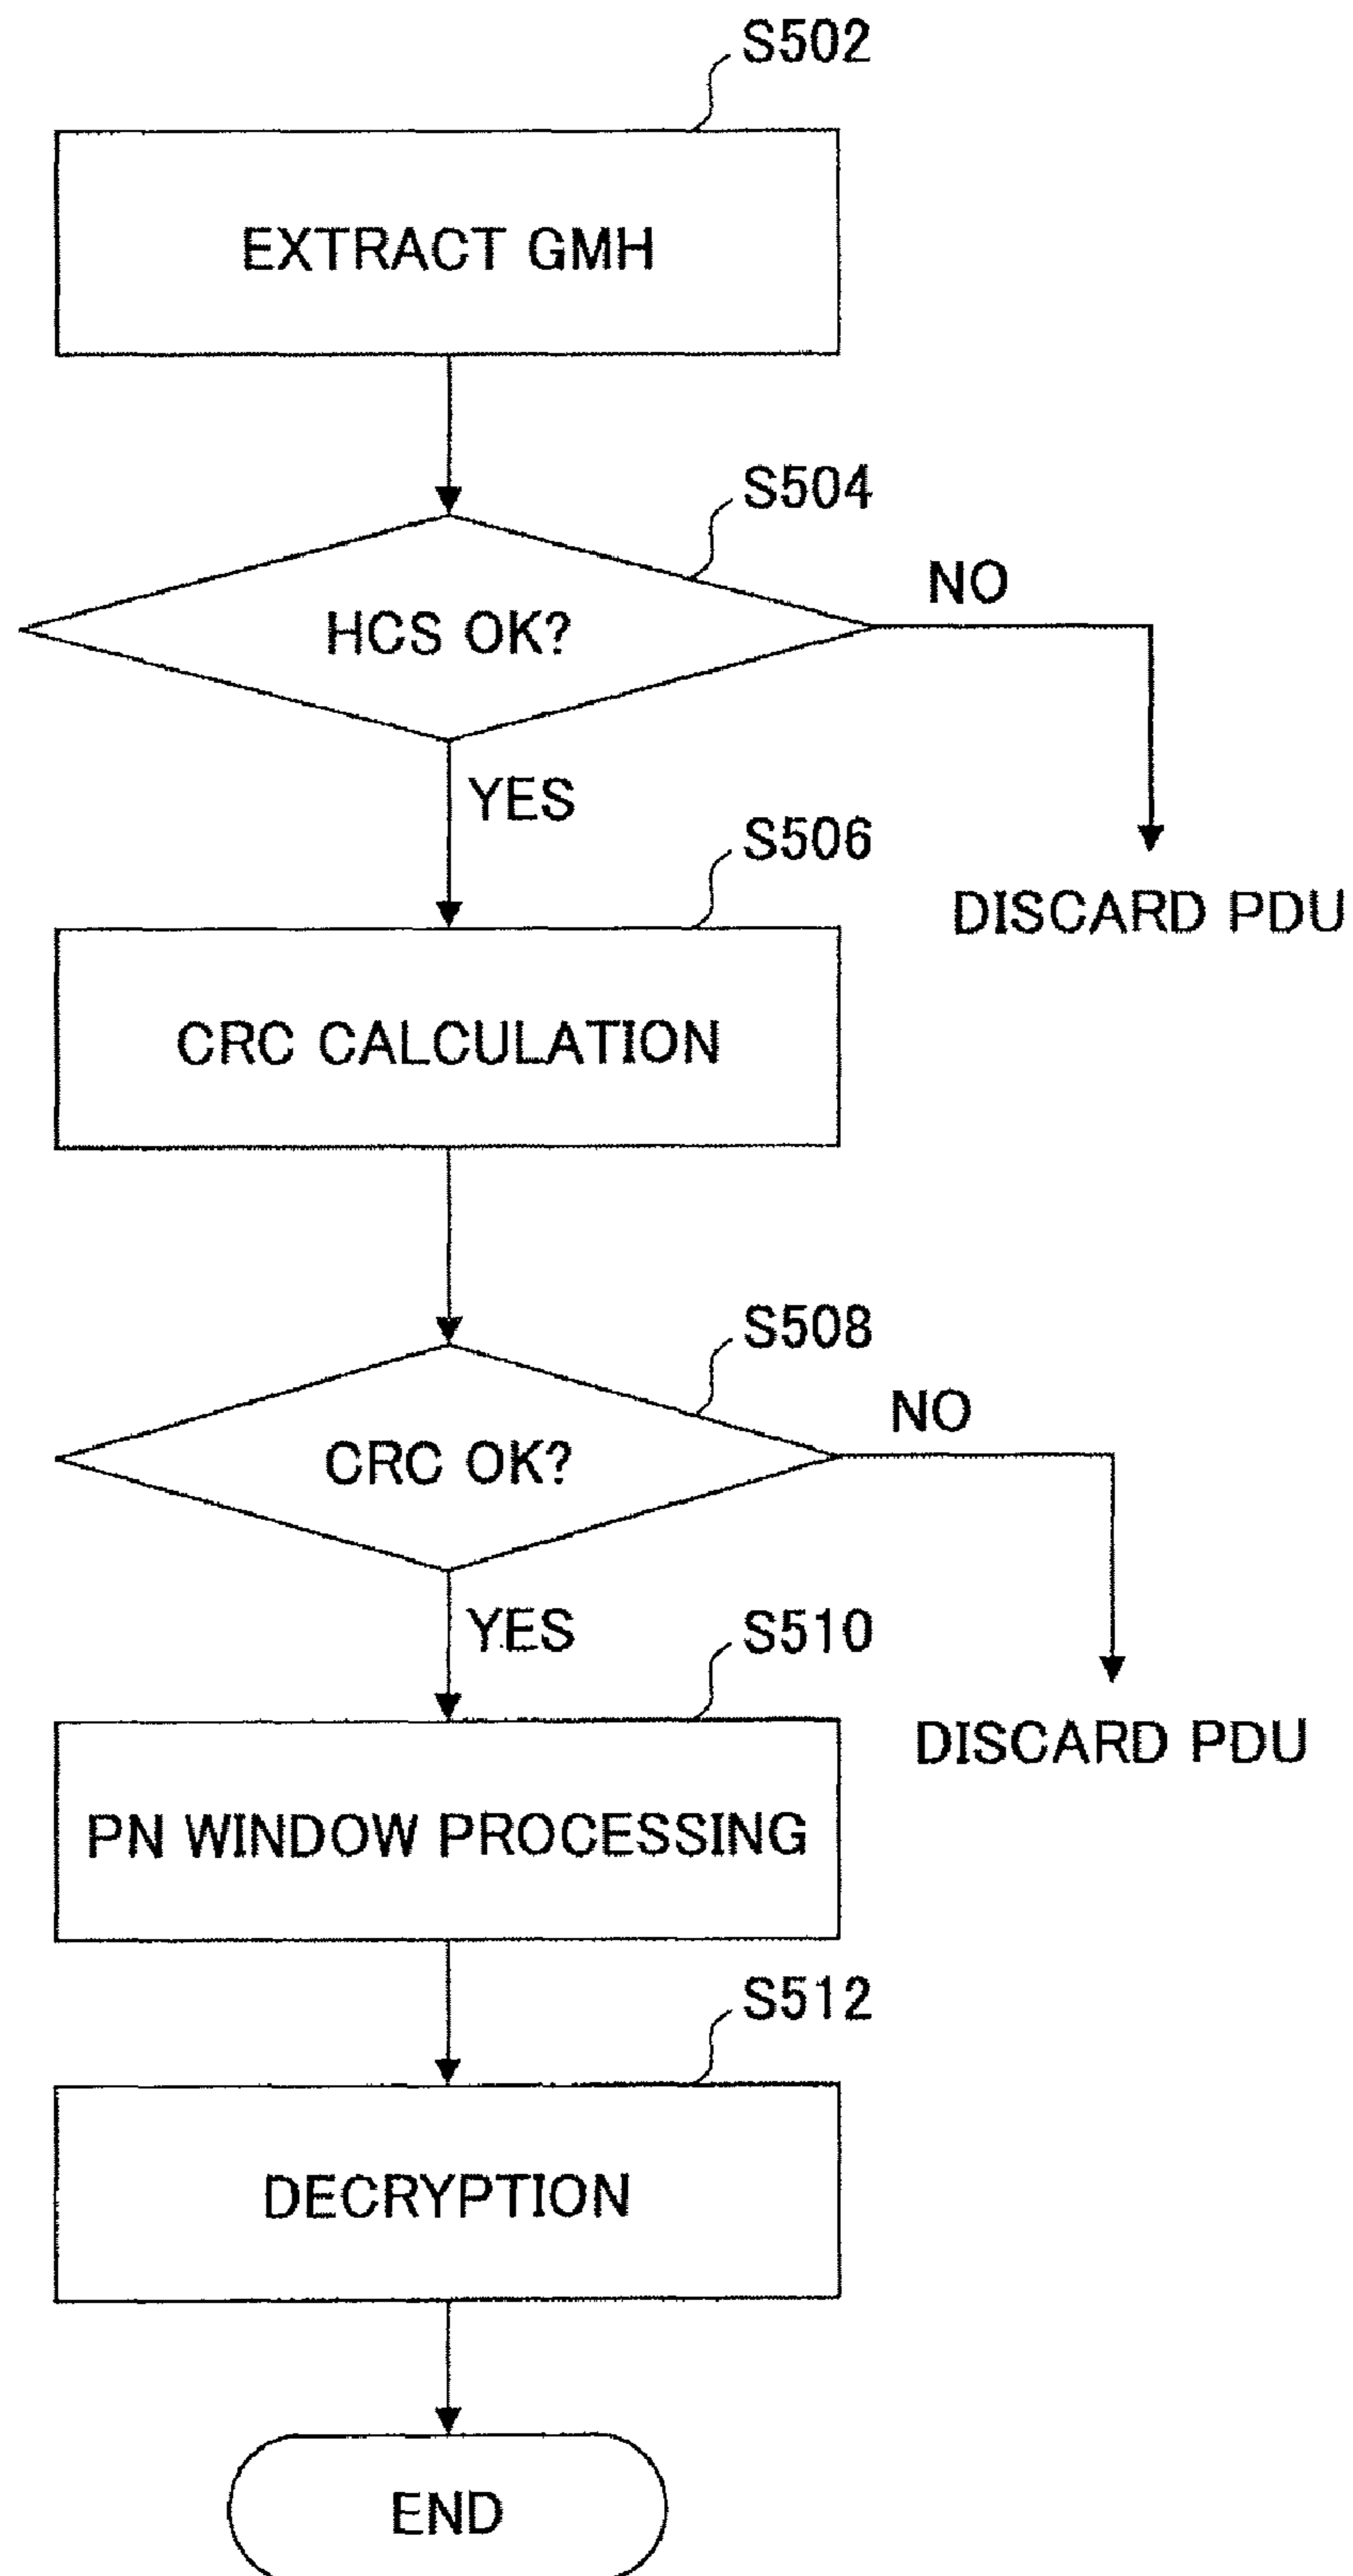 S502
EXTRACT GMH
S504
NO
HCS OK?
YES
S506
DISCARD PDU
CRC CALCULATION
S508
NO
CRC OK?
YES
S510
DISCARD PDU
PN WINDOW PROCESSING
S512
DECRYPTION
END